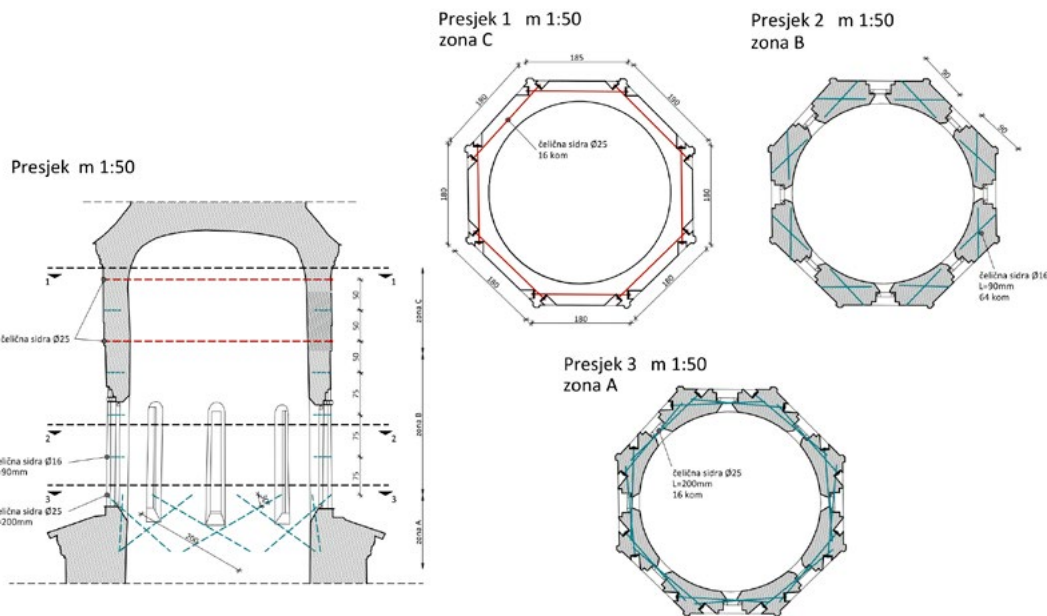 Presjek 1 m 1:50
zona C
185
180
180
180
180
180
180
180
čelična sidra Ø25
16 kom
Presjek 2 m 1:50
zona B
90
90
čelična sidra Ø16
L=90mm
64 kom
Presjek m 1:50
1
1
čelična sidra Ø25
50
50
50
75
75
75
zona C
zona B
zona A
2
2
čelična sidra Ø16
=90mm
3
3
čelična sidra Ø25
=200mm
200
Presjek 3 m 1:50
zona A
čelična sidra Ø25
L=200mm
16 kom